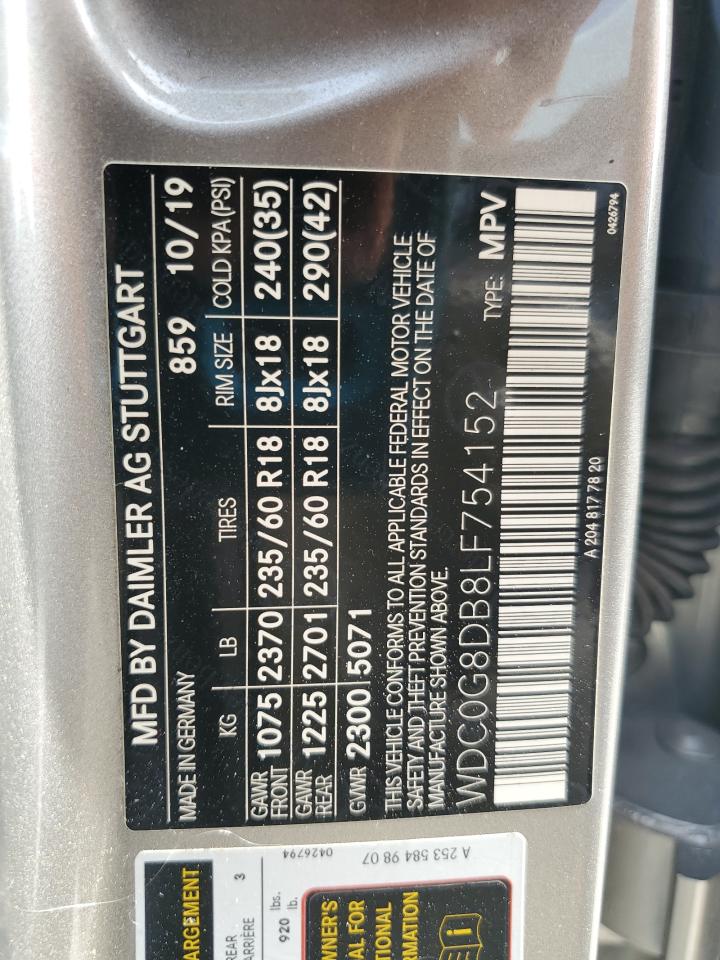 MFD BY DAIMLER AG STUTTGART
MADE IN GERMANY 859 10/19
KG LB TIRES RIM SIZE COLD KPA (PSI)
GAWR FRONT 1075 2370 235/60 R18 8Jx18 240(35)
GAWR REAR 1225 2701 235/60 R18 8Jx18 290(42)
GVWR 2300 5071
THIS VEHICLE CONFORMS TO ALL APPLICABLE FEDERAL MOTOR VEHICLE
SAFETY AND THEFT PREVENTION STANDARDS IN EFFECT ON THE DATE OF
MANUFACTURE SHOWN ABOVE.
WDC0G8DB8LF754152 TYPE: MPV
A 204 817 78 20 0426794
A 253 584 98 07 0426794
ARGEMENT
REAR
ARRIÈRE 3
920 lbs.
lb.
WNER'S
AL FOR
TIONAL
ORMATION